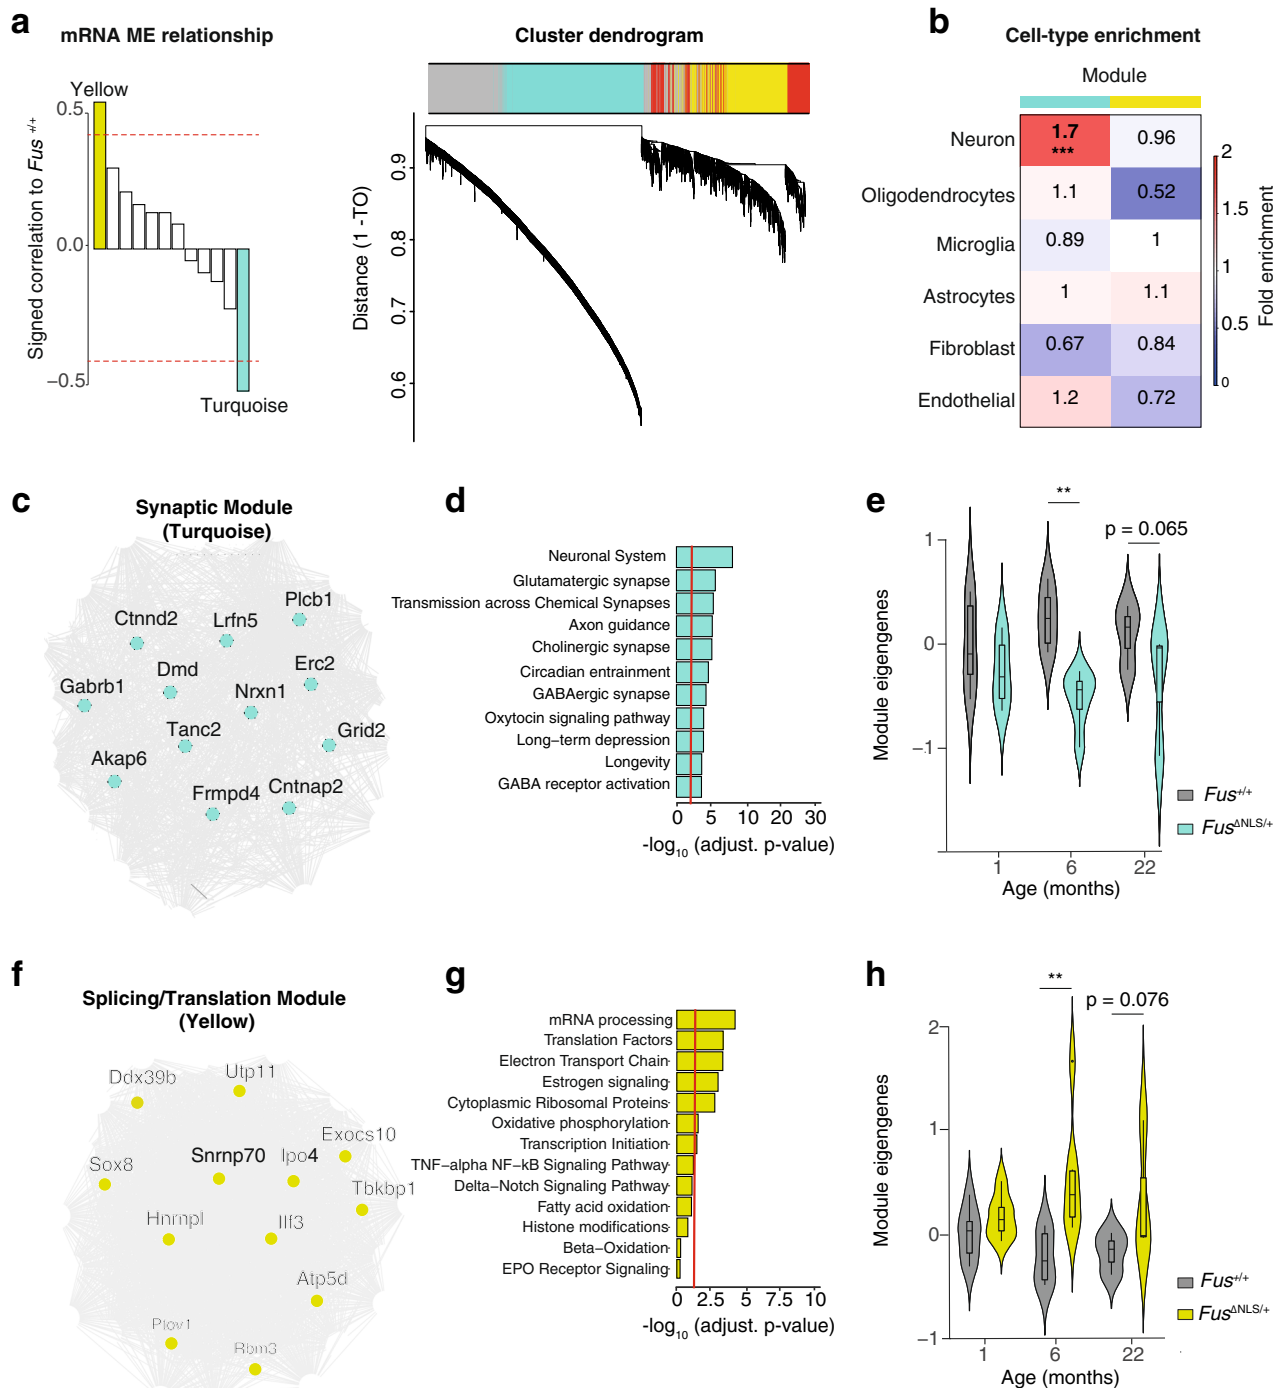 a
mRNA ME relationship
Yellow
0.5
0.0
−0.5
Signed correlation to Fus +/+
Turquoise
Cluster dendrogram
Distance (1 -TO)
0.9
0.8
0.7
0.6
b
Cell-type enrichment
Module
Neuron 1.7 *** 0.96
Oligodendrocytes 1.1 0.52
Microglia 0.89 1
Astrocytes 1 1.1
Fibroblast 0.67 0.84
Endothelial 1.2 0.72
2
1.5
1
0.5
0
Fold enrichment
c
Synaptic Module
(Turquoise)
Plcb1
Ctnnd2
Lrfn5
Dmd
Erc2
Gabrb1
Nrxn1
Tanc2
Grid2
Akap6
Frmpd4
Cntnap2
d
Neuronal System
Glutamatergic synapse
Transmission across Chemical Synapses
Axon guidance
Cholinergic synapse
Circadian entrainment
GABAergic synapse
Oxytocin signaling pathway
Long−term depression
Longevity
GABA receptor activation
0 5 10 20 30
-log10 (adjust. p-value)
e
**
p = 0.065
1
0
−1
Module eigengenes
1 6 22
Age (months)
Fus+/+
FusΔNLS/+
f
Splicing/Translation Module
(Yellow)
Ddx39b
Utp11
Exocs10
Sox8
Snrnp70
Ipo4
Tbkbp1
Hnrnpl
Ilf3
Atp5d
Ptov1
Rbm3
g
mRNA processing
Translation Factors
Electron Transport Chain
Estrogen signaling
Cytoplasmic Ribosomal Proteins
Oxidative phosphorylation
Transcription Initiation
TNF−alpha NF−kB Signaling Pathway
Delta−Notch Signaling Pathway
Fatty acid oxidation
Histone modifications
Beta−Oxidation
EPO Receptor Signaling
0 2.5 5 7.5 10
-log10 (adjust. p-value)
h
**
p = 0.076
2
1
0
−1
Module eigengenes
1 6 22
Age (months)
Fus+/+
FusΔNLS/+